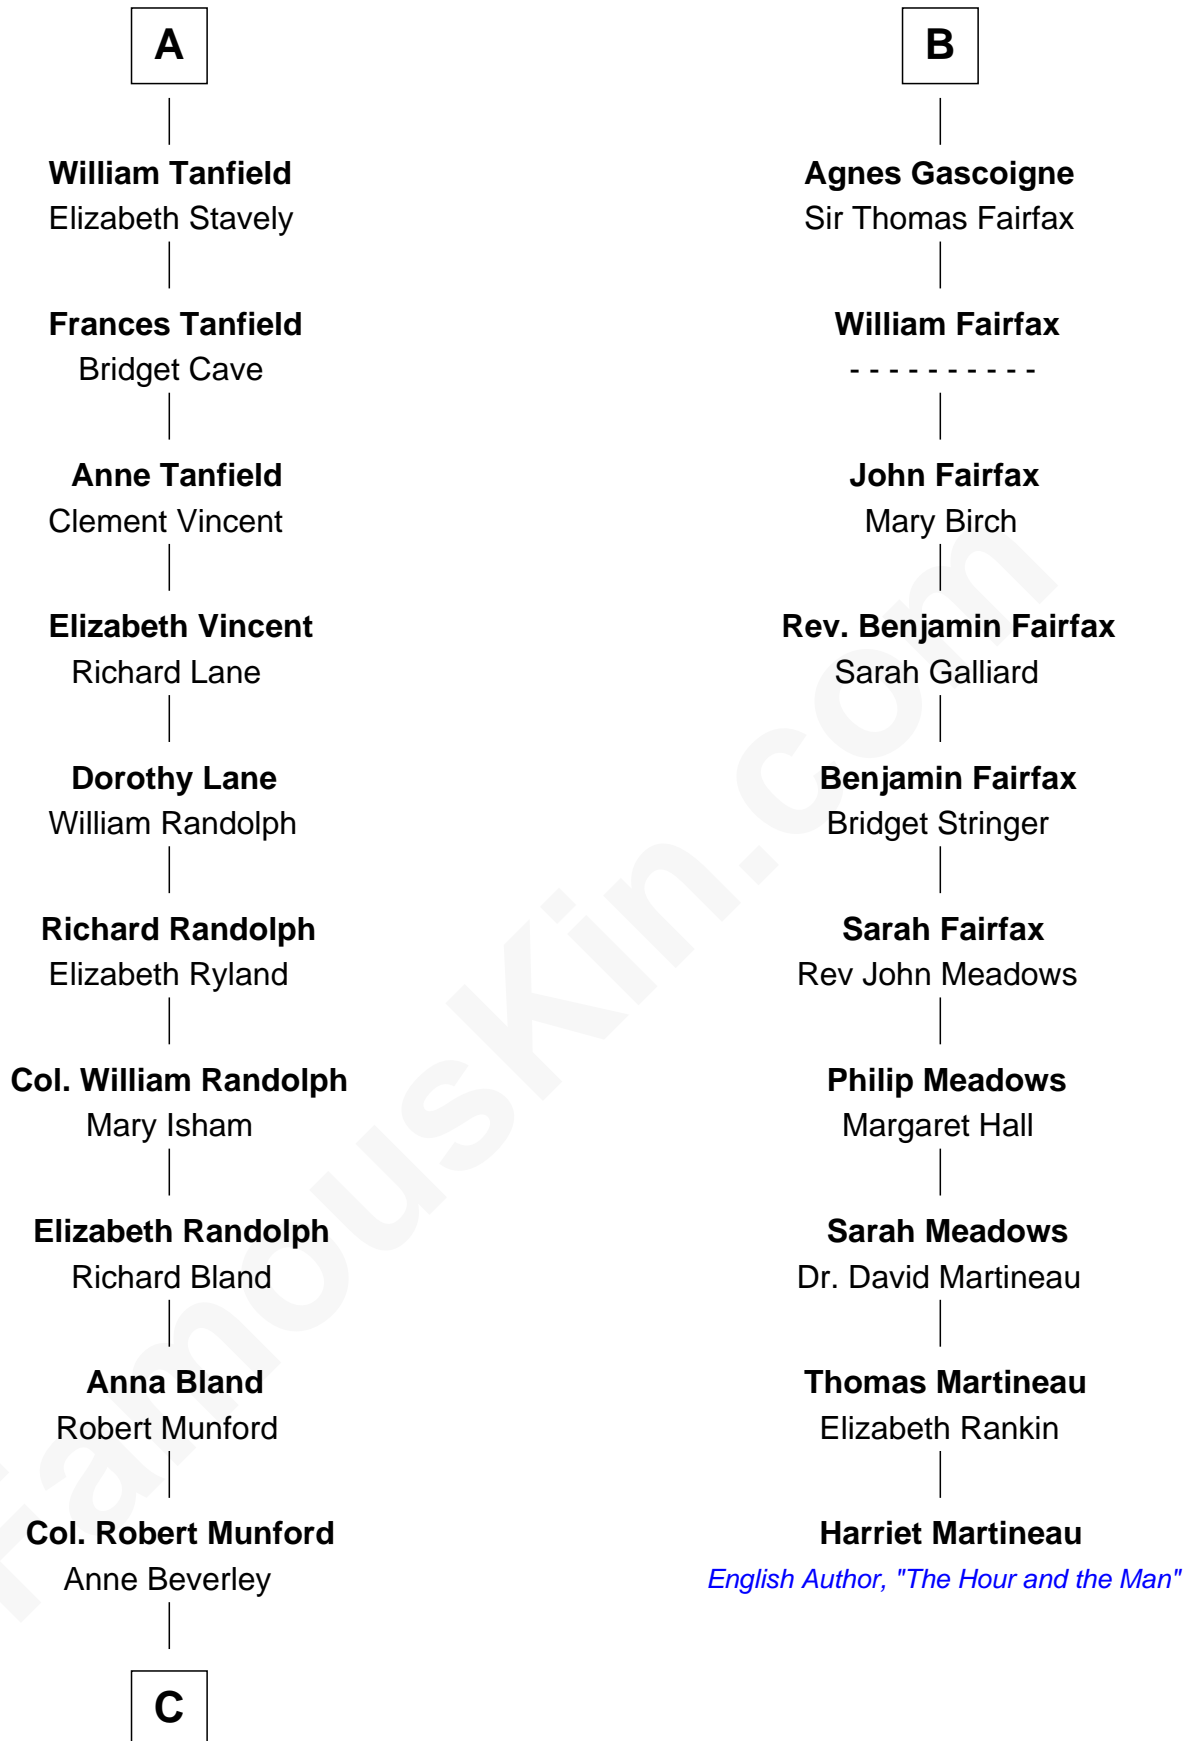 A
William Tanfield
Elizabeth Stavely
Frances Tanfield
Bridget Cave
Anne Tanfield
Clement Vincent
Elizabeth Vincent
Richard Lane
Dorothy Lane
William Randolph
Richard Randolph
Elizabeth Ryland
Col. William Randolph
Mary Isham
Elizabeth Randolph
Richard Bland
Anna Bland
Robert Munford
Col. Robert Munford
Anne Beverley
C
B
Agnes Gascoigne
Sir Thomas Fairfax
William Fairfax
- - - - - - - - - -
John Fairfax
Mary Birch
Rev. Benjamin Fairfax
Sarah Galliard
Benjamin Fairfax
Bridget Stringer
Sarah Fairfax
Rev John Meadows
Philip Meadows
Margaret Hall
Sarah Meadows
Dr. David Martineau
Thomas Martineau
Elizabeth Rankin
Harriet Martineau
English Author, "The Hour and the Man"
FamousKin.com